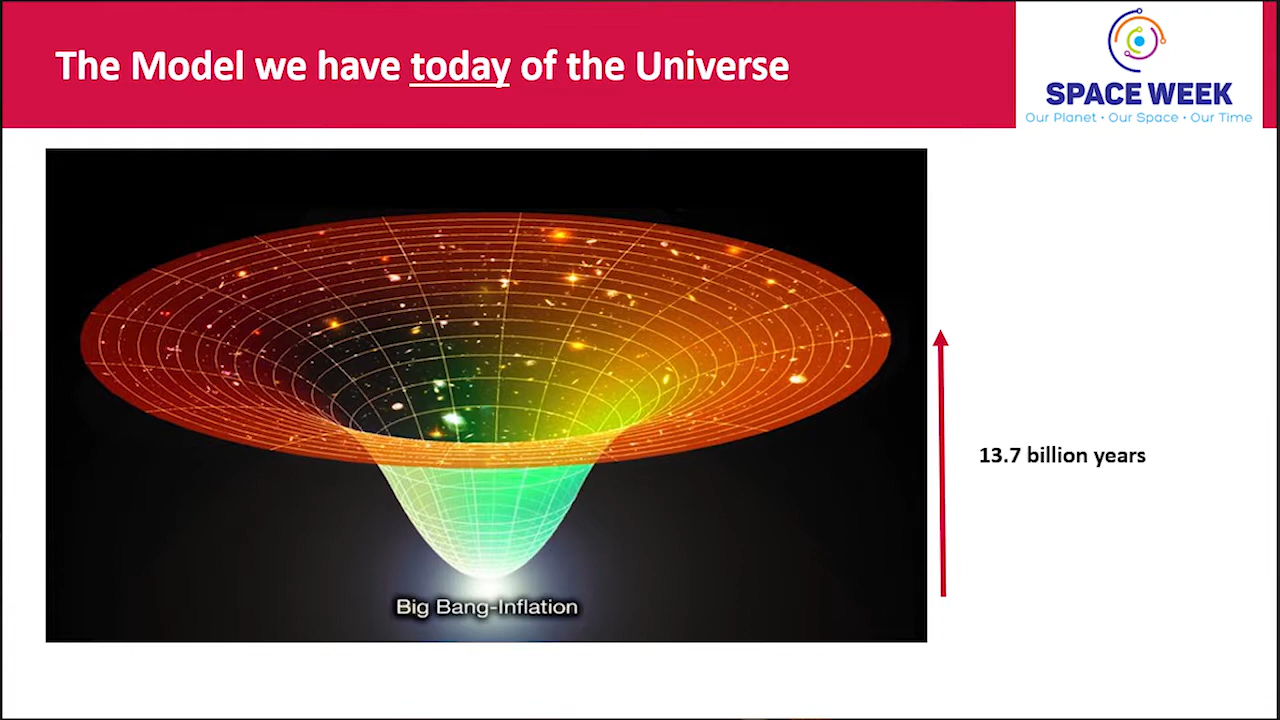 The Model we have today of the Universe
SPACE WEEK
Our Planet • Our Space • Our Time
13.7 billion years
Big Bang-Inflation